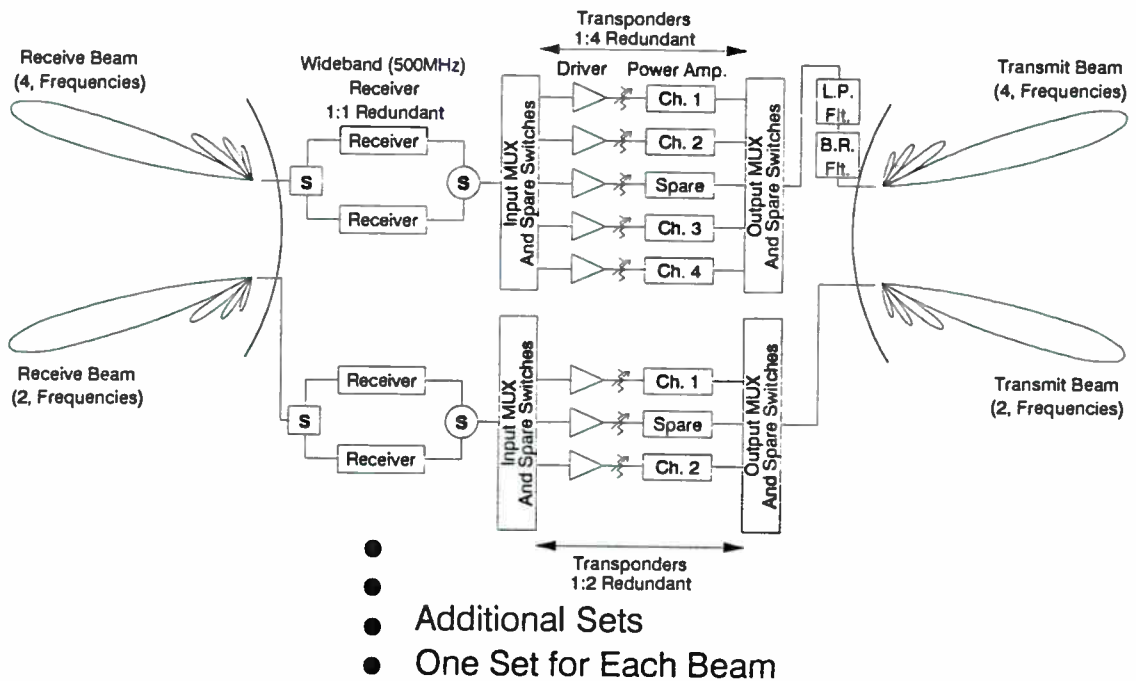 Transponders
1:4 Redundant
Receive Beam
(4, Frequencies)
Wideband (500MHz)
Receiver
1:1 Redundant
Driver
Power Amp.
Transmit Beam
(4, Frequencies)
Receiver
S
S
Receiver
Input MUX
And Spare Switches
Ch. 1
Ch. 2
Spare
Ch. 3
Ch. 4
Output MUX
And Spare Switches
L.P.
Flt.
B.R.
Flt.
Receive Beam
(2, Frequencies)
Receiver
S
S
Receiver
Input MUX
And Spare Switches
Ch. 1
Spare
Ch. 2
Output MUX
And Spare Switches
Transmit Beam
(2, Frequencies)
Transponders
1:2 Redundant
● Additional Sets
● One Set for Each Beam